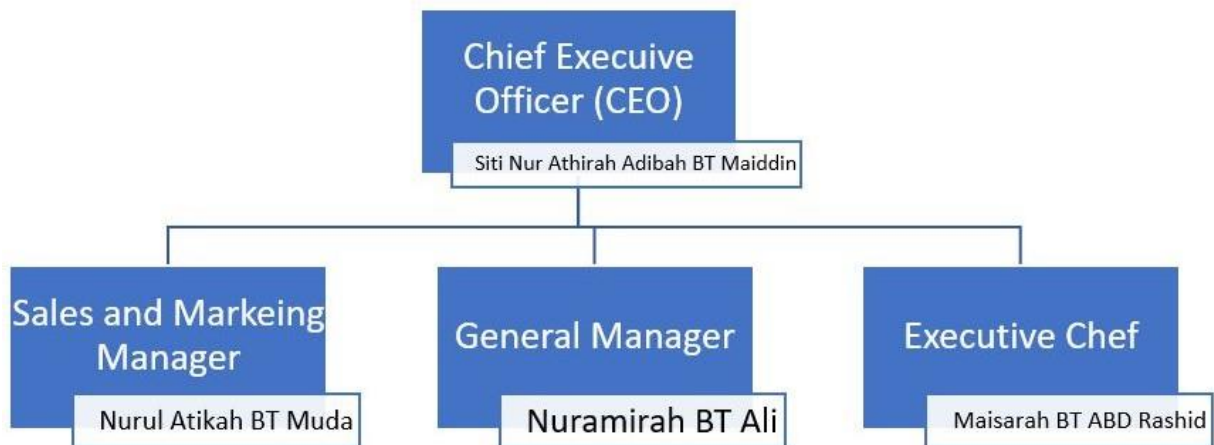 Chief Execuive
Officer (CEO)
Siti Nur Athirah Adibah BT Maiddin
Sales and Markeing
Manager
Nurul Atikah BT Muda
General Manager
Nuramirah BT Ali
Executive Chef
Maisarah BT ABD Rashid